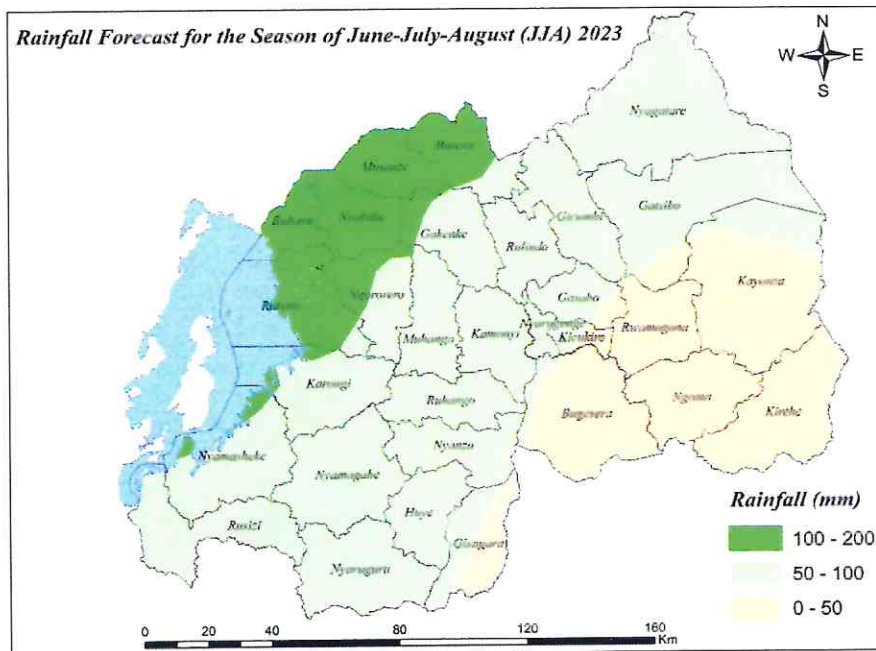 Rainfall Forecast for the Season of June-July-August (JJA) 2023
N
W E
S
Nyagatare
Burera
Musanze
Gatsibo
Rubavu
Nyabihu
Gicumbi
Gakenke
Rulindo
Kayonza
Rutsiro
Ngororero
Gasabo
Rwamagana
Nyarugenge
Kicukiro
Muhanga
Kamonyi
Karongi
Ruhango
Bugesera
Ngoma
Kirehe
Nyamasheke
Nyanza
Nyamagabe
Huye
Rusizi
Gisagara
Nyaruguru
Rainfall (mm)
100 - 200
50 - 100
0 - 50
0 20 40 80 120 160
Km